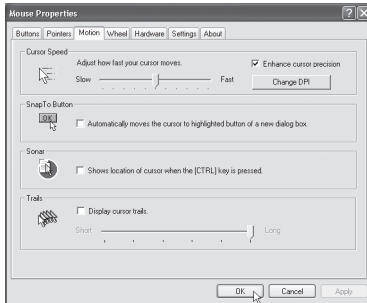 Mouse Properties
Buttons Pointers Motion Wheel Hardware Settings About
Cursor Speed
Adjust how fast your cursor moves.
Enhance cursor precision
Slow Fast
Change DPI
SnapTo Button
OK
Automatically moves the cursor to highlighted button of a new dialog box.
Sonar
Shows location of cursor when the [CTRL] key is pressed.
Trails
Display cursor trails.
Short Long
OK Cancel Apply